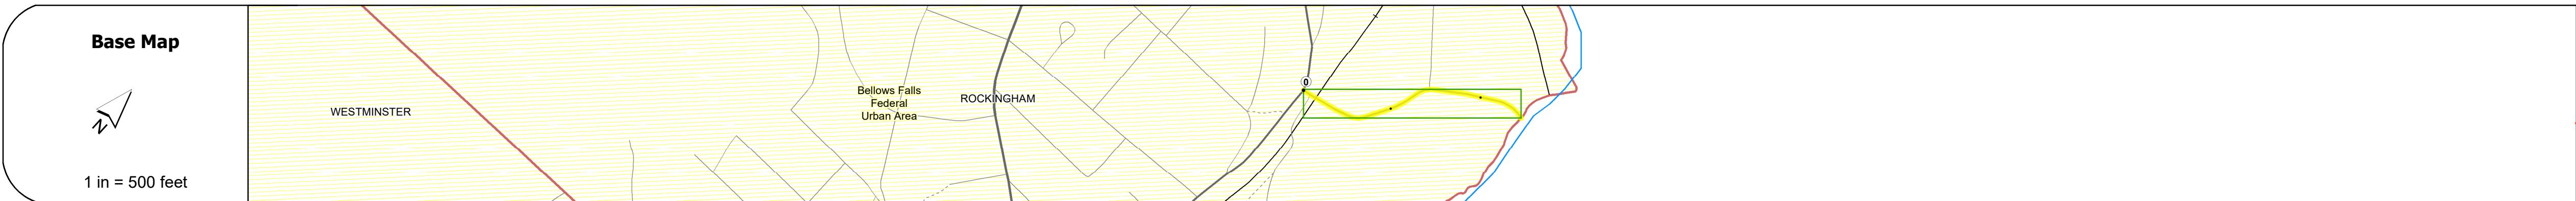 Base Map
N
1 in = 500 feet
WESTMINSTER
Bellows Falls
Federal
Urban Area
ROCKINGHAM
0